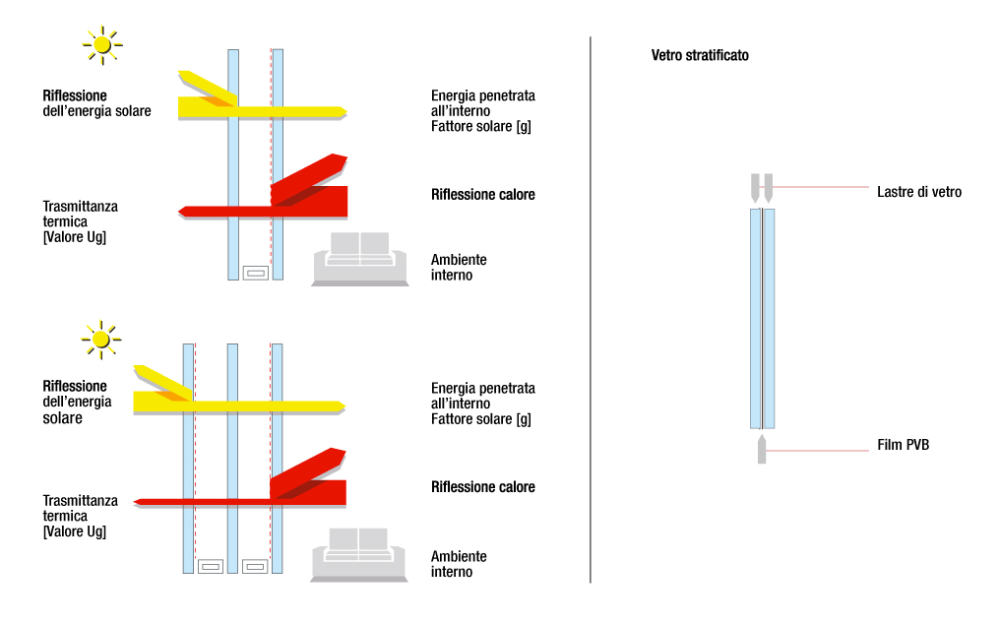 Riflessione
dell'energia solare
Energia penetrata
all'interno
Fattore solare [g]
Riflessione calore
Trasmittanza
termica
[Valore Ug]
Ambiente
interno
Riflessione
dell'energia
solare
Energia penetrata
all'interno
Fattore solare [g]
Riflessione calore
Trasmittanza
termica
[Valore Ug]
Ambiente
interno
Vetro stratificato
Lastre di vetro
Film PVB